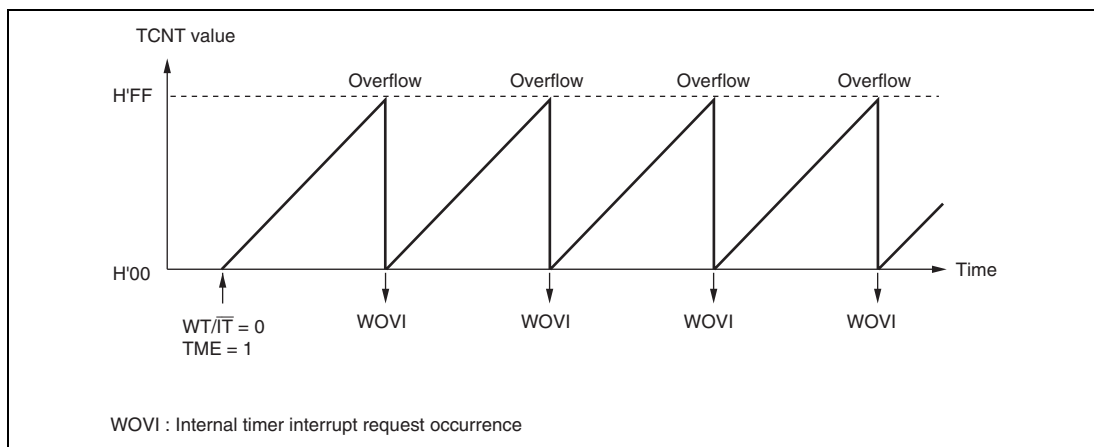 TCNT value
Overflow Overflow Overflow Overflow
H'FF
H'00
Time
WT/IT = 0
TME = 1
WOVI WOVI WOVI WOVI
WOVI : Internal timer interrupt request occurrence